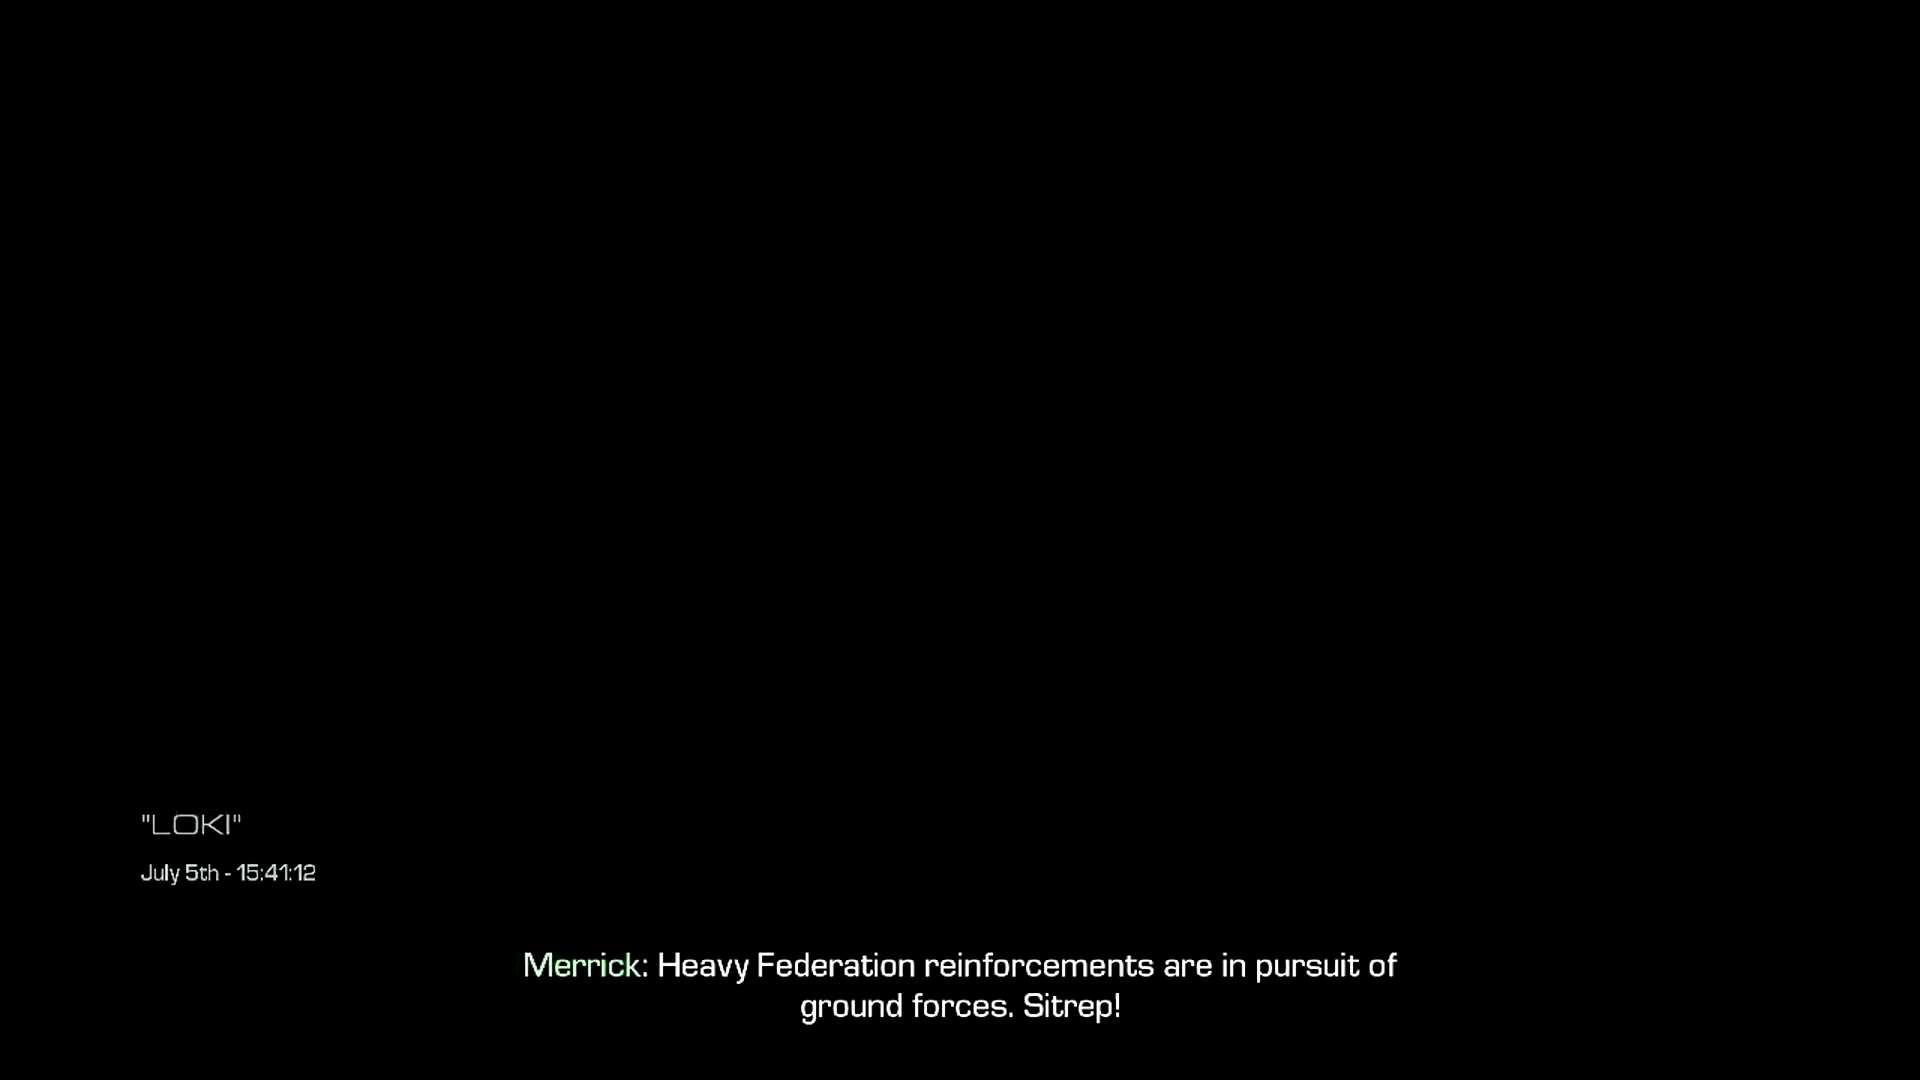 "LOKI"
July 5th - 15:41:12
Merrick: Heavy Federation reinforcements are in pursuit of
ground forces. Sitrep!